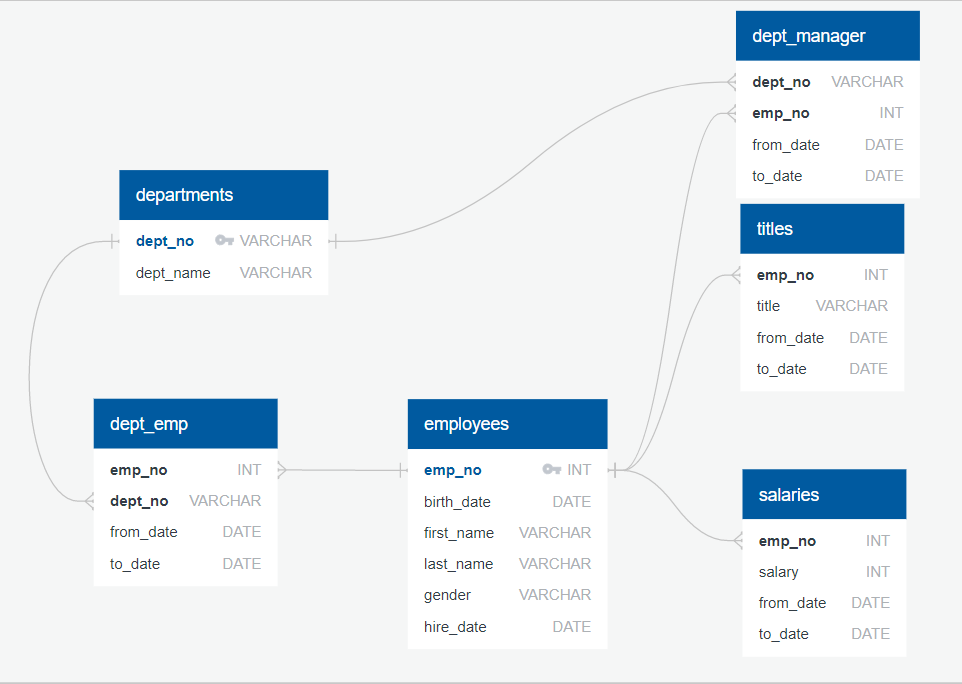 dept_manager
dept_no VARCHAR
emp_no INT
from_date DATE
to_date DATE
departments
dept_no VARCHAR
dept_name VARCHAR
titles
emp_no INT
title VARCHAR
from_date DATE
to_date DATE
dept_emp
emp_no INT
dept_no VARCHAR
from_date DATE
to_date DATE
employees
emp_no INT
birth_date DATE
first_name VARCHAR
last_name VARCHAR
gender VARCHAR
hire_date DATE
salaries
emp_no INT
salary INT
from_date DATE
to_date DATE